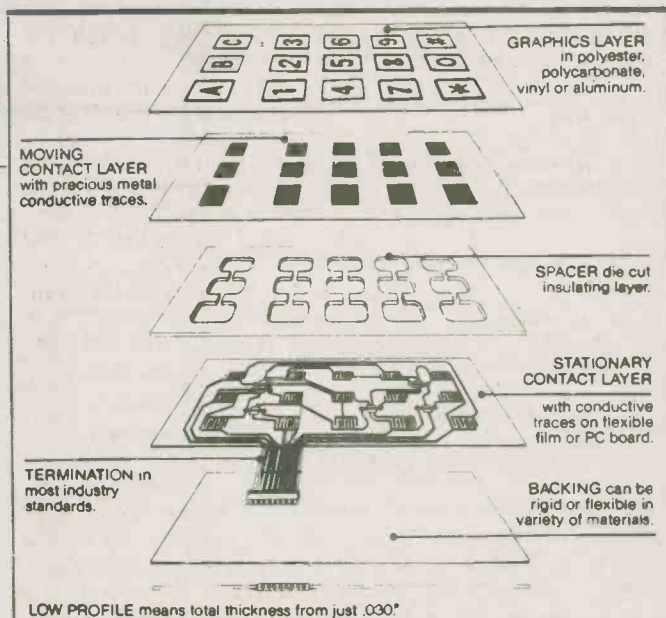 C 3 6 9 #
B 2 5 8 0
A 1 4 7 *
GRAPHICS LAYER
in polyester,
polycarbonate,
vinyl or aluminum.
MOVING
CONTACT LAYER
with precious metal
conductive traces.
SPACER die cut
insulating layer.
STATIONARY
CONTACT LAYER
with conductive
traces on flexible
film or PC board.
TERMINATION in
most industry
standards.
BACKING can be
rigid or flexible in
variety of materials.
LOW PROFILE means total thickness from just .030."